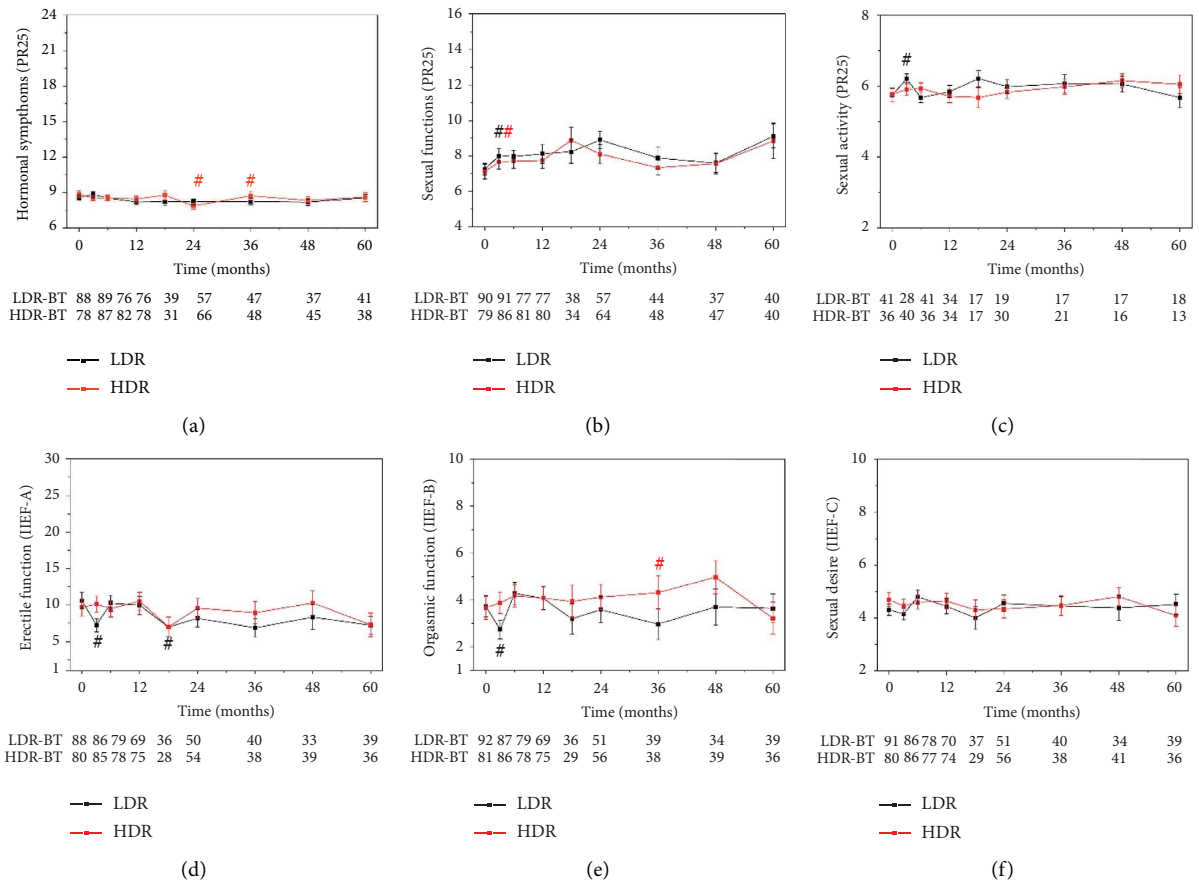 Hormonal sympthoms (PR25)
24
21
18
15
12
9
6
#
#
0 12 24 36 48 60
Time (months)
LDR-BT 88 89 76 76 39 57 47 37 41
HDR-BT 78 87 82 78 31 66 48 45 38
LDR
HDR
(a)
Sexual functions (PR25)
16
14
12
10
8
6
4
# #
0 12 24 36 48 60
Time (months)
LDR-BT 90 91 77 77 38 57 44 37 40
HDR-BT 79 86 81 80 34 64 48 47 40
LDR
HDR
(b)
Sexual activity (PR25)
8
6
4
2
#
0 12 24 36 48 60
Time (months)
LDR-BT 41 28 41 34 17 19 17 17 18
HDR-BT 36 40 36 34 17 30 21 16 13
LDR
HDR
(c)
Erectile function (IIEF-A)
30
25
20
15
10
5
1
#
#
0 12 24 36 48 60
Time (months)
LDR-BT 88 86 79 69 36 50 40 33 39
HDR-BT 80 85 78 75 28 54 38 39 36
LDR
HDR
(d)
Orgasmic function (IIEF-B)
10
8
6
4
2
1
#
#
0 12 24 36 48 60
Time (months)
LDR-BT 92 87 79 69 36 51 39 34 39
HDR-BT 81 86 78 75 29 56 38 39 36
LDR
HDR
(e)
Sexual desire (IIEF-C)
10
8
6
4
2
0 12 24 36 48 60
Time (months)
LDR-BT 91 86 78 70 37 51 40 34 39
HDR-BT 80 86 77 74 29 56 38 41 36
LDR
HDR
(f)